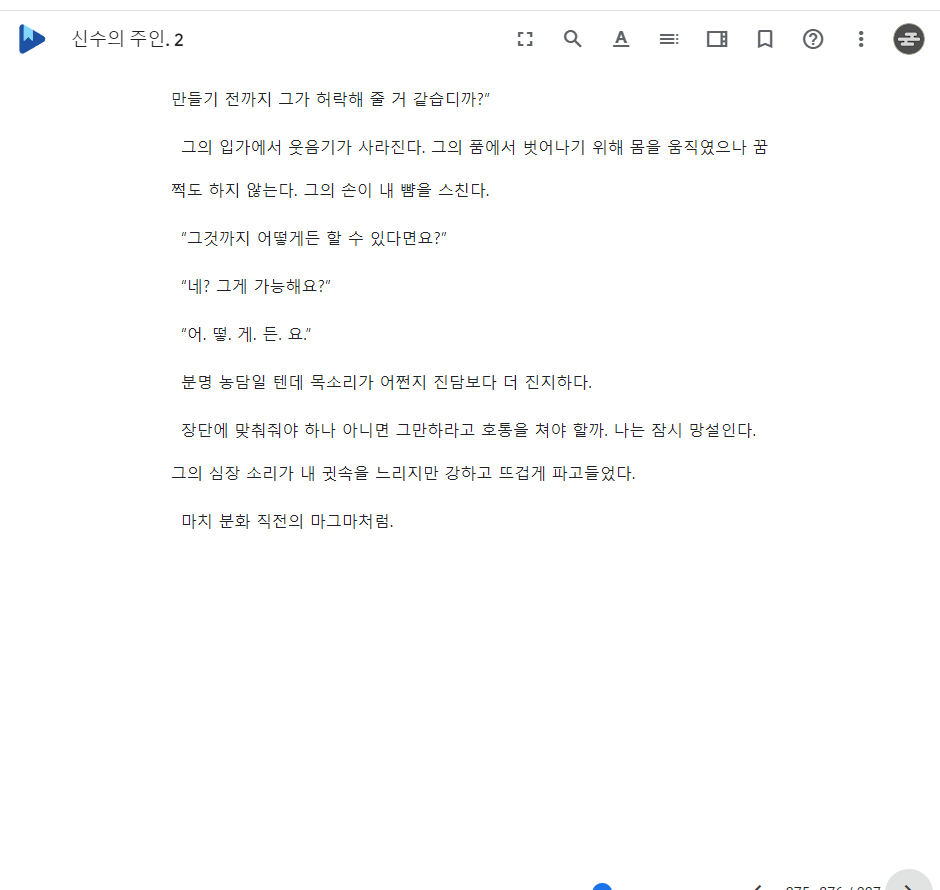 신수의 주인. 2
만들기 전까지 그가 허락해 줄 거 같습디까?”
그의 입가에서 웃음기가 사라진다. 그의 품에서 벗어나기 위해 몸을 움직였으나 꿈
쩍도 하지 않는다. 그의 손이 내 뺨을 스친다.
“그것까지 어떻게든 할 수 있다면요?”
“네? 그게 가능해요?”
“어. 떻. 게. 든. 요.”
분명 농담일 텐데 목소리가 어쩐지 진담보다 더 진지하다.
장단에 맞춰줘야 하나 아니면 그만하라고 호통을 쳐야 할까. 나는 잠시 망설인다.
그의 심장 소리가 내 귓속을 느리지만 강하고 뜨겁게 파고들었다.
마치 분화 직전의 마그마처럼.